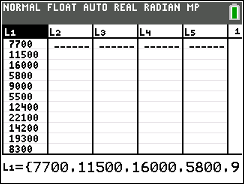 NORMAL FLOAT AUTO REAL RADIAN MP
L1 L2 L3 L4 L5 1
7700 ------ ------ ------ ------
11500
16000
5800
9000
5500
12400
22100
14200
19300
8300
L1={7700,11500,16000,5800,9